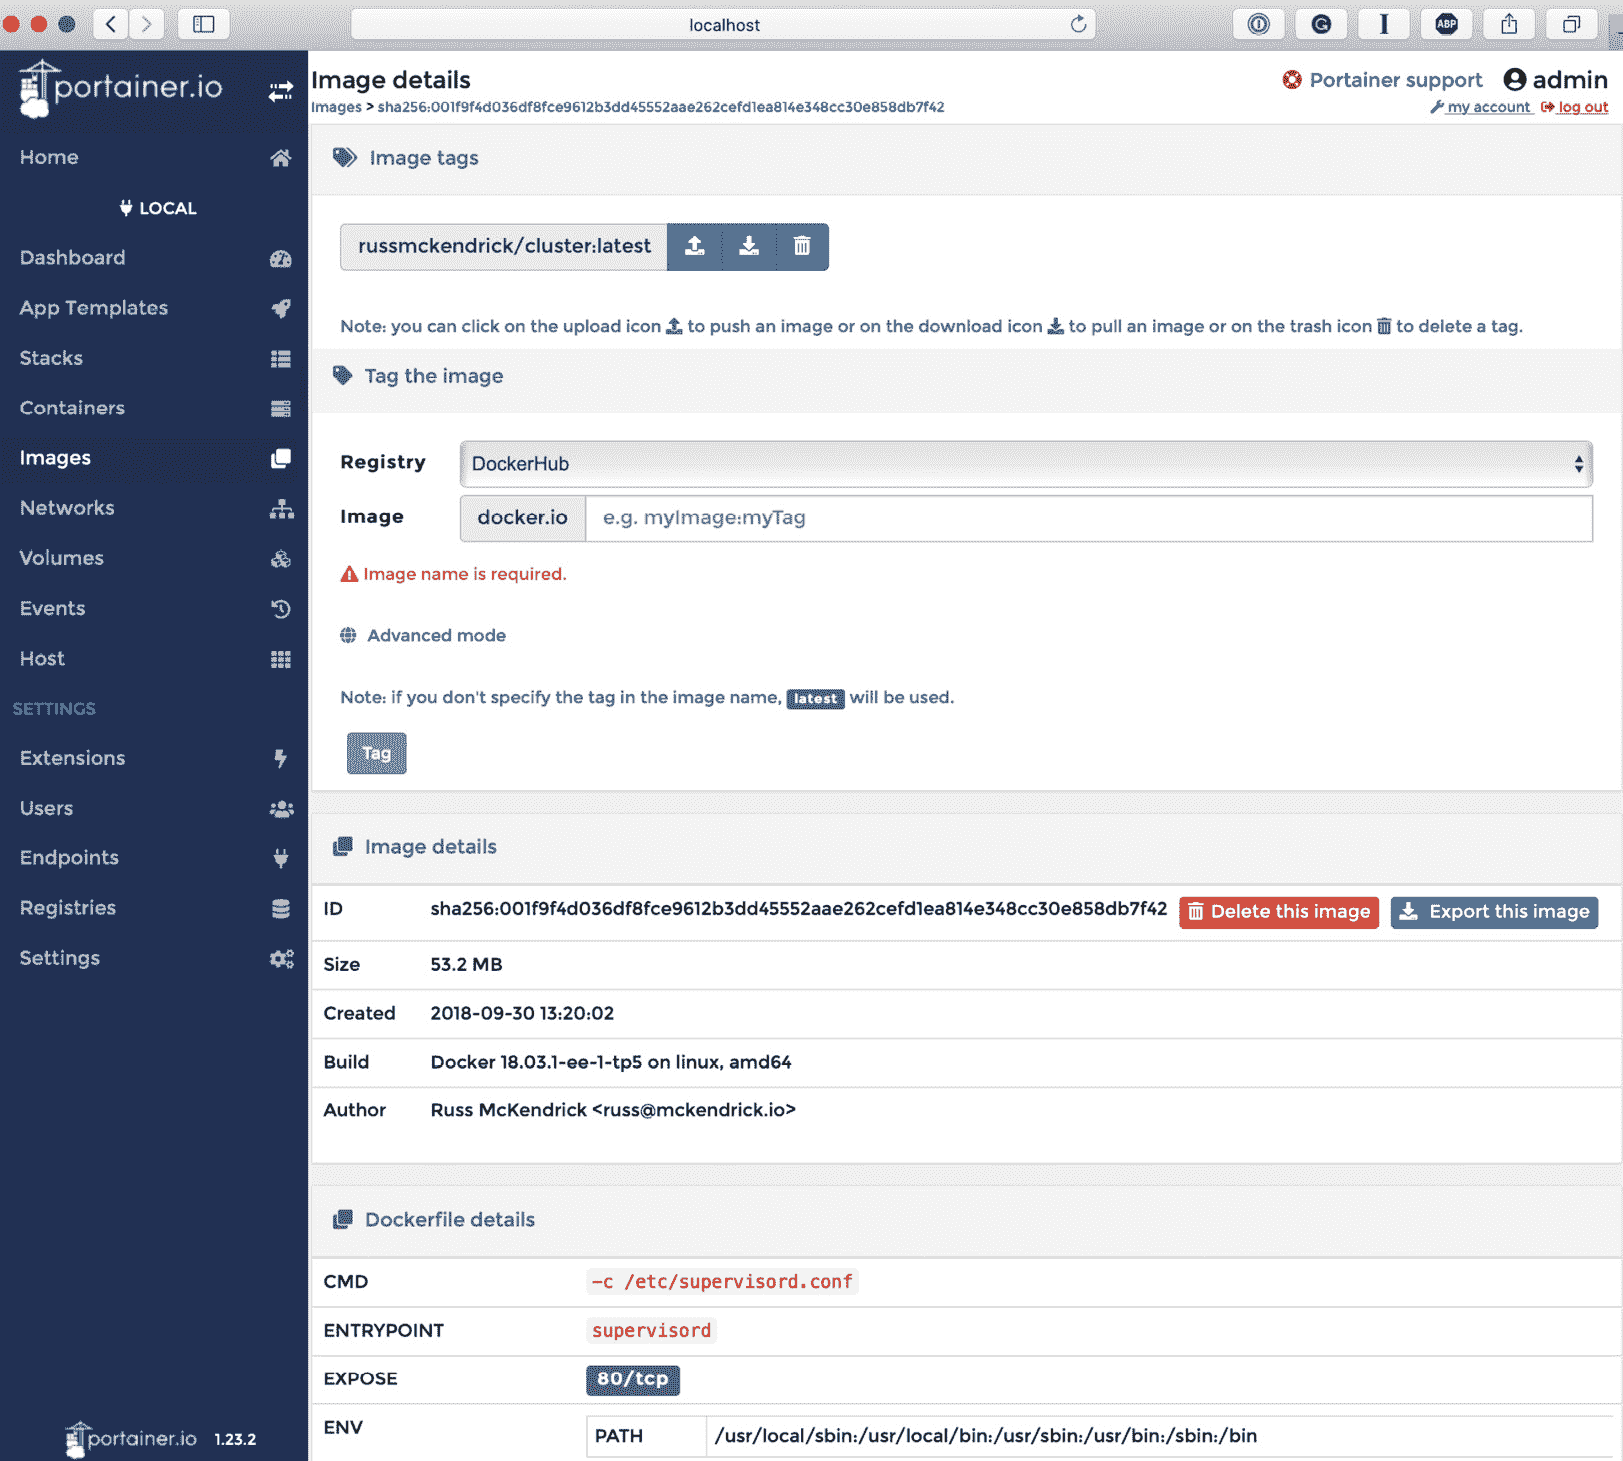 localhost
ABP
portainer.io
Image details
Portainer support
admin
Images > sha256:001f9f4d036df8fce9612b3dd45552aae262cefd1ea814e348cc30e858db7f42
my account
log out
Home
LOCAL
Dashboard
App Templates
Stacks
Containers
Images
Networks
Volumes
Events
Host
SETTINGS
Extensions
Users
Endpoints
Registries
Settings
portainer.io 1.23.2
Image tags
russmckendrick/cluster:latest
Note: you can click on the upload icon to push an image or on the download icon to pull an image or on the trash icon to delete a tag.
Tag the image
Registry DockerHub
Image docker.io e.g. myImage:myTag
Image name is required.
Advanced mode
Note: if you don't specify the tag in the image name, latest will be used.
Tag
Image details
ID sha256:001f9f4d036df8fce9612b3dd45552aae262cefd1ea814e348cc30e858db7f42 Delete this image Export this image
Size 53.2 MB
Created 2018-09-30 13:20:02
Build Docker 18.03.1-ee-1-tp5 on linux, amd64
Author Russ McKendrick <russ@mckendrick.io>
Dockerfile details
CMD -c /etc/supervisord.conf
ENTRYPOINT supervisord
EXPOSE 80/tcp
ENV PATH /usr/local/sbin:/usr/local/bin:/usr/sbin:/usr/bin:/sbin:/bin